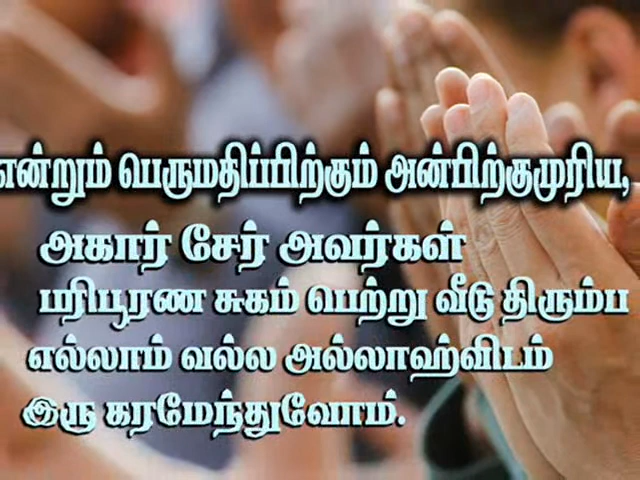 என்றும் பெருமதிப்பிற்கும் அன்பிற்குமுரிய,
அகார் சேர் அவர்கள்
பரிபூரண சுகம் பெற்று வீடு திரும்ப
எல்லாம் வல்ல அல்லாஹ்விடம்
இரு கரமேந்துவோம்.